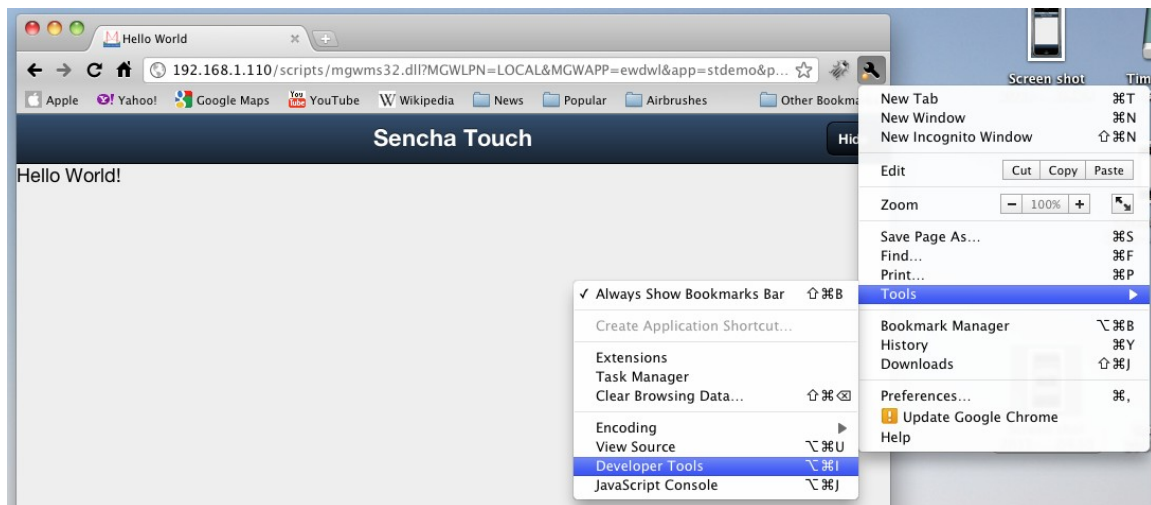 Hello World
192.168.1.110/scripts/mgwms32.dll?MGWLPN=LOCAL&MGWAPP=ewdwl&app=stdemo&p...
Apple Yahoo! Google Maps YouTube Wikipedia News Popular Airbrushes Other Bookma
Screen shot Tim
Sencha Touch
Hid
Hello World!
New Tab ⌘T
New Window ⌘N
New Incognito Window ⇧⌘N
Edit Cut Copy Paste
Zoom − 100% +
Save Page As... ⌘S
Find... ⌘F
Print... ⌘P
Tools
Bookmark Manager ⌥⌘B
History ⌘Y
Downloads ⇧⌘J
Preferences... ⌘,
Update Google Chrome
Help
✓ Always Show Bookmarks Bar ⇧⌘B
Create Application Shortcut...
Extensions
Task Manager
Clear Browsing Data... ⇧⌘⌫
Encoding
View Source ⌥⌘U
Developer Tools ⌥⌘I
JavaScript Console ⌥⌘J